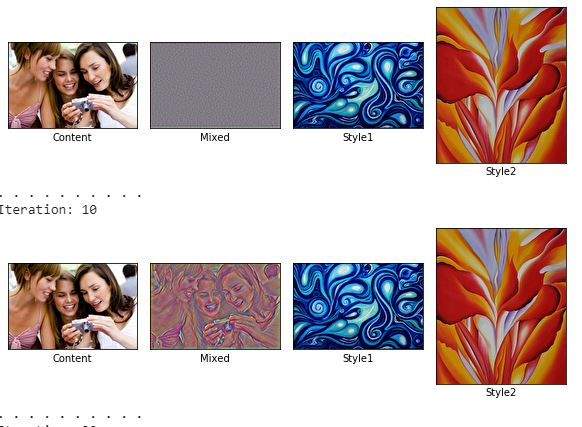 Content Mixed Style1
Style2
. . . . . . . . . .
Iteration: 10
Content Mixed Style1
Style2
. . . . . . . . . .